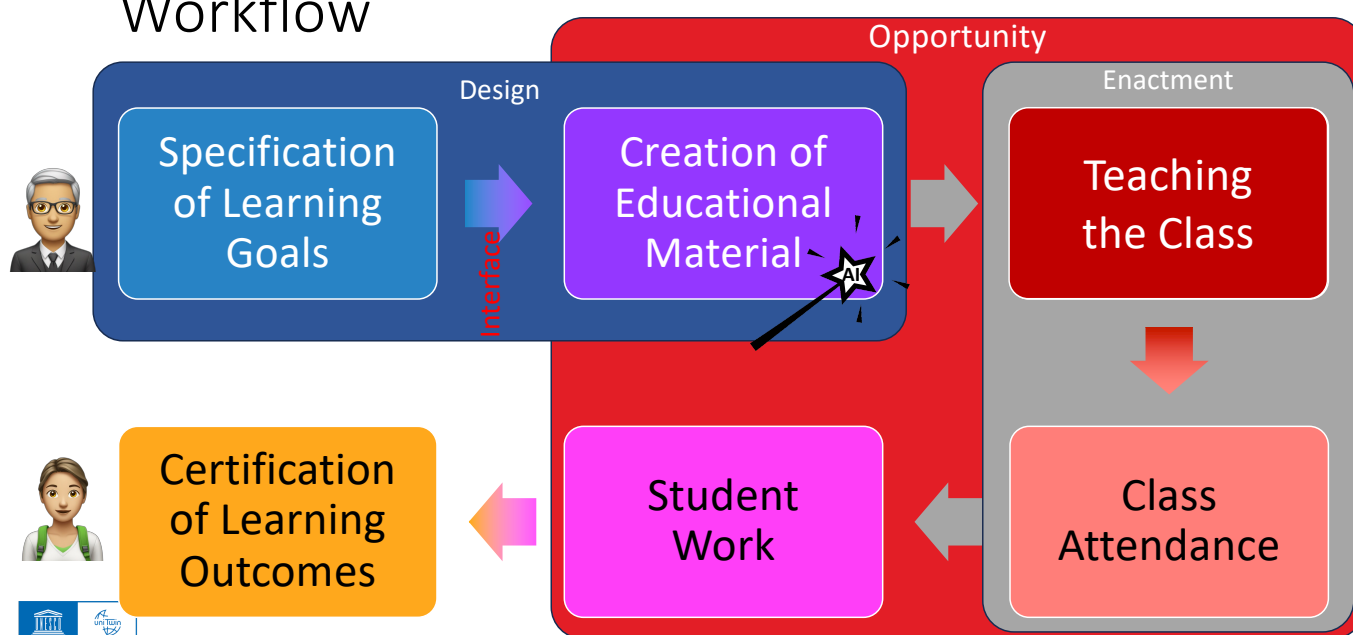 Workflow
Opportunity
Design
Enactment
Specification
of Learning
Goals
Interface
Creation of
Educational
Material
AI
Teaching
the Class
Certification
of Learning
Outcomes
Student
Work
Class
Attendance
uniTwin